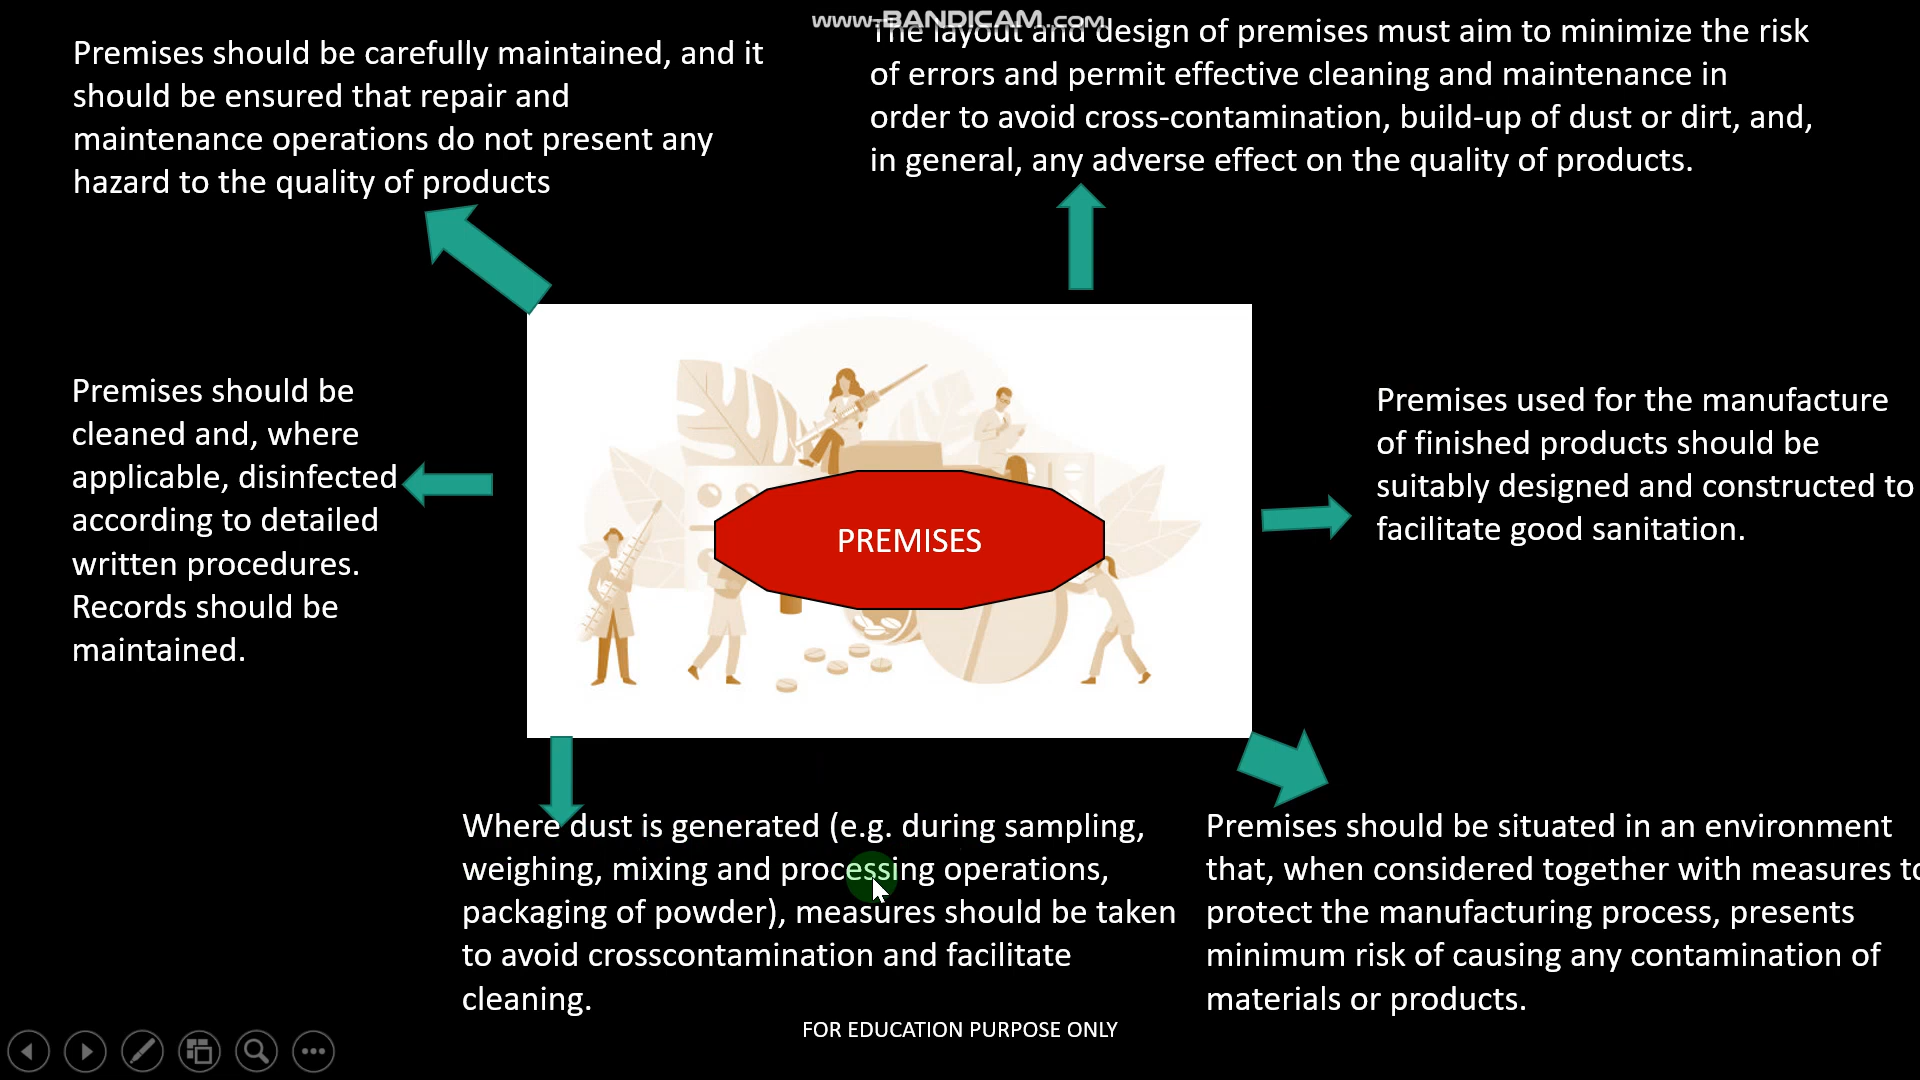 www.BANDICAM.com
Premises should be carefully maintained, and it
should be ensured that repair and
maintenance operations do not present any
hazard to the quality of products
The layout and design of premises must aim to minimize the risk
of errors and permit effective cleaning and maintenance in
order to avoid cross-contamination, build-up of dust or dirt, and,
in general, any adverse effect on the quality of products.
Premises should be
cleaned and, where
applicable, disinfected
according to detailed
written procedures.
Records should be
maintained.
PREMISES
Premises used for the manufacture
of finished products should be
suitably designed and constructed to
facilitate good sanitation.
Where dust is generated (e.g. during sampling,
weighing, mixing and processing operations,
packaging of powder), measures should be taken
to avoid crosscontamination and facilitate
cleaning.
Premises should be situated in an environment
that, when considered together with measures to
protect the manufacturing process, presents
minimum risk of causing any contamination of
materials or products.
FOR EDUCATION PURPOSE ONLY